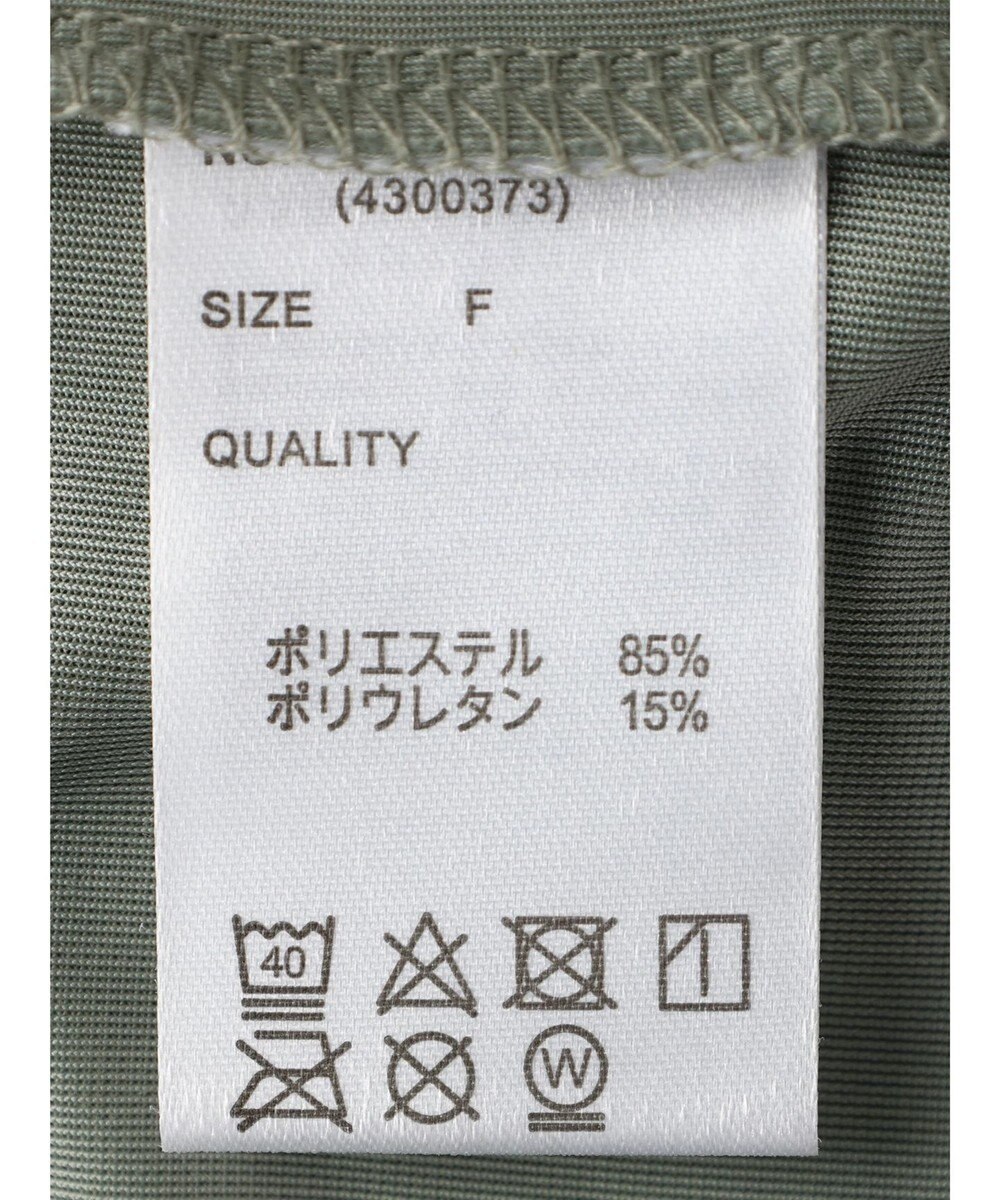 (4300373)
SIZE F
QUALITY
ポリエステル 85%
ポリウレタン 15%
40
W